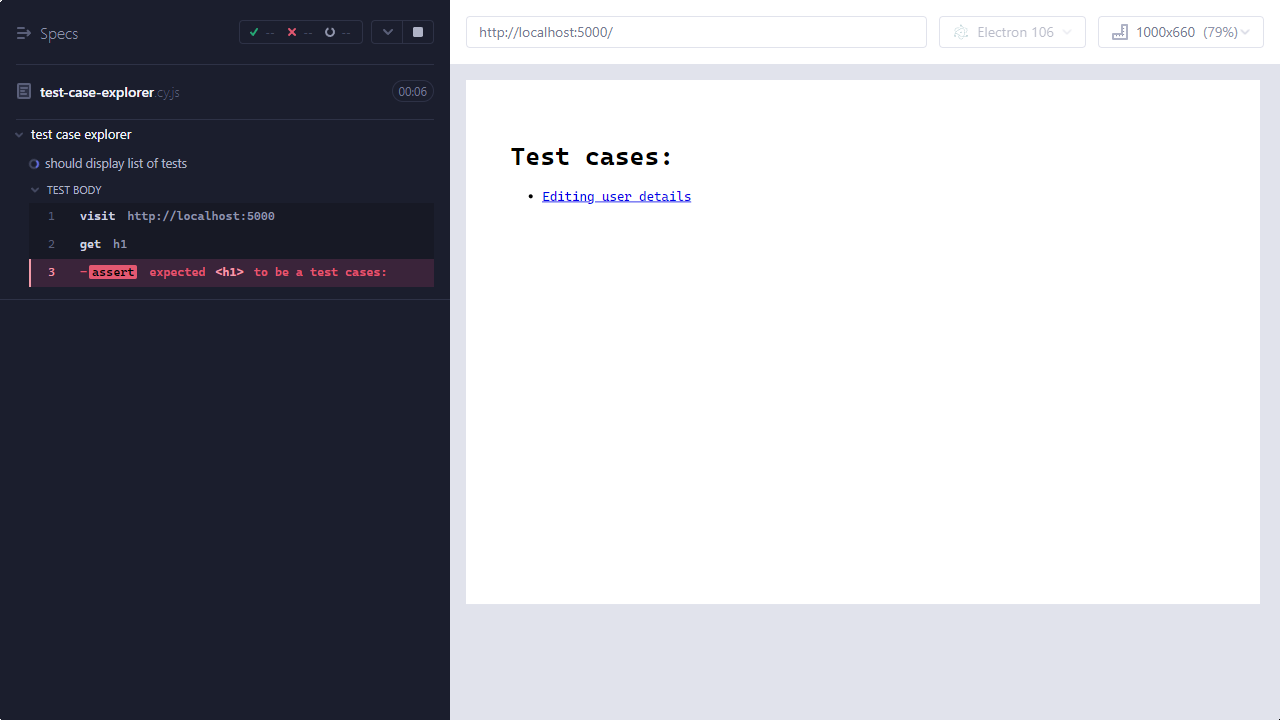 Specs
-- -- --
test-case-explorer.cy.js 00:06
test case explorer
should display list of tests
TEST BODY
1 visit http://localhost:5000
2 get h1
3 -assert expected <h1> to be a test cases:
http://localhost:5000/
Electron 106
1000x660 (79%)
Test cases:
• Editing user details